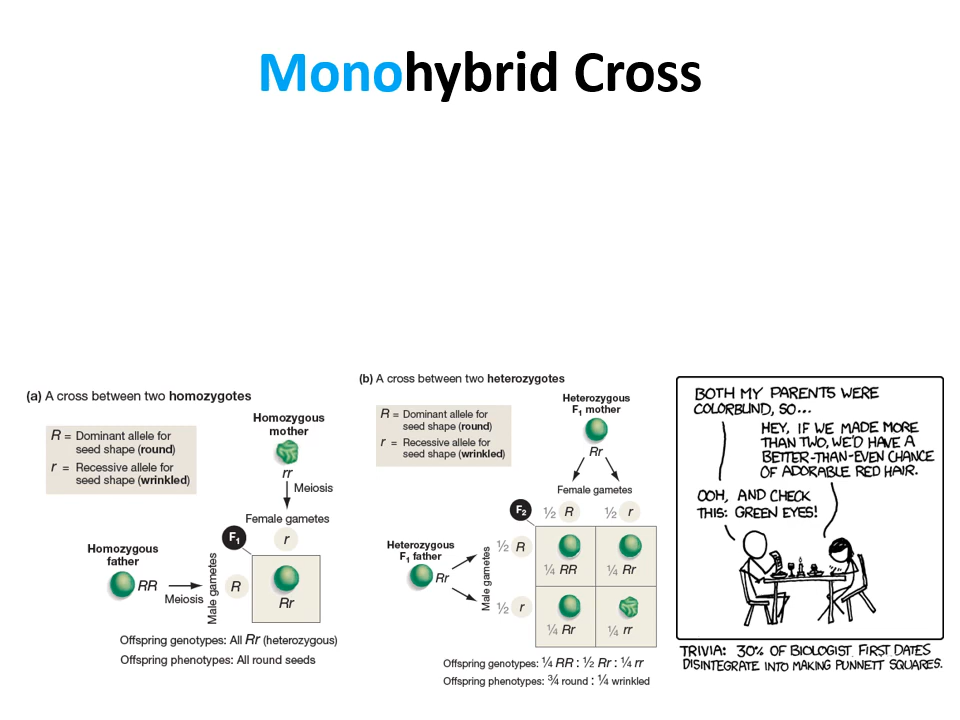 Monohybrid Cross
(a) A cross between two homozygotes
R = Dominant allele for
seed shape (round)
r = Recessive allele for
seed shape (wrinkled)
Homozygous
mother
rr
Meiosis
Female gametes
F1
r
Homozygous
father
RR
Meiosis
Male gametes
R
Rr
Offspring genotypes: All Rr (heterozygous)
Offspring phenotypes: All round seeds
(b) A cross between two heterozygotes
R = Dominant allele for
seed shape (round)
r = Recessive allele for
seed shape (wrinkled)
Heterozygous
F1 mother
Rr
Female gametes
F2
½ R
½ r
Heterozygous
F1 father
Rr
Male gametes
½ R
¼ RR
¼ Rr
½ r
¼ Rr
¼ rr
Offspring genotypes: ¼ RR : ½ Rr : ¼ rr
Offspring phenotypes: ¾ round : ¼ wrinkled
BOTH MY PARENTS WERE
COLORBLIND, SO...
HEY, IF WE MADE MORE
THAN TWO, WE'D HAVE A
BETTER-THAN-EVEN CHANCE
OF ADORABLE RED HAIR.
OOH, AND CHECK
THIS: GREEN EYES!
TRIVIA: 30% OF BIOLOGIST FIRST DATES
DISINTEGRATE INTO MAKING PUNNETT SQUARES.